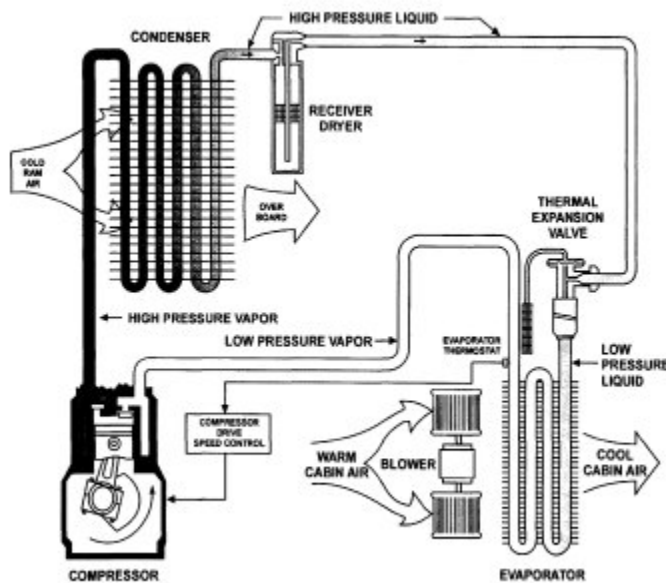 HIGH PRESSURE LIQUID
CONDENSER
RECEIVER
DRYER
COLD
RAM
AIR
OVER
BOARD
THERMAL
EXPANSION
VALVE
HIGH PRESSURE VAPOR
LOW PRESSURE VAPOR
EVAPORATOR
THERMOSTAT
LOW
PRESSURE
LIQUID
COMPRESSOR
DRIVE
SPEED CONTROL
WARM
CABIN AIR
BLOWER
COOL
CABIN AIR
COMPRESSOR
EVAPORATOR